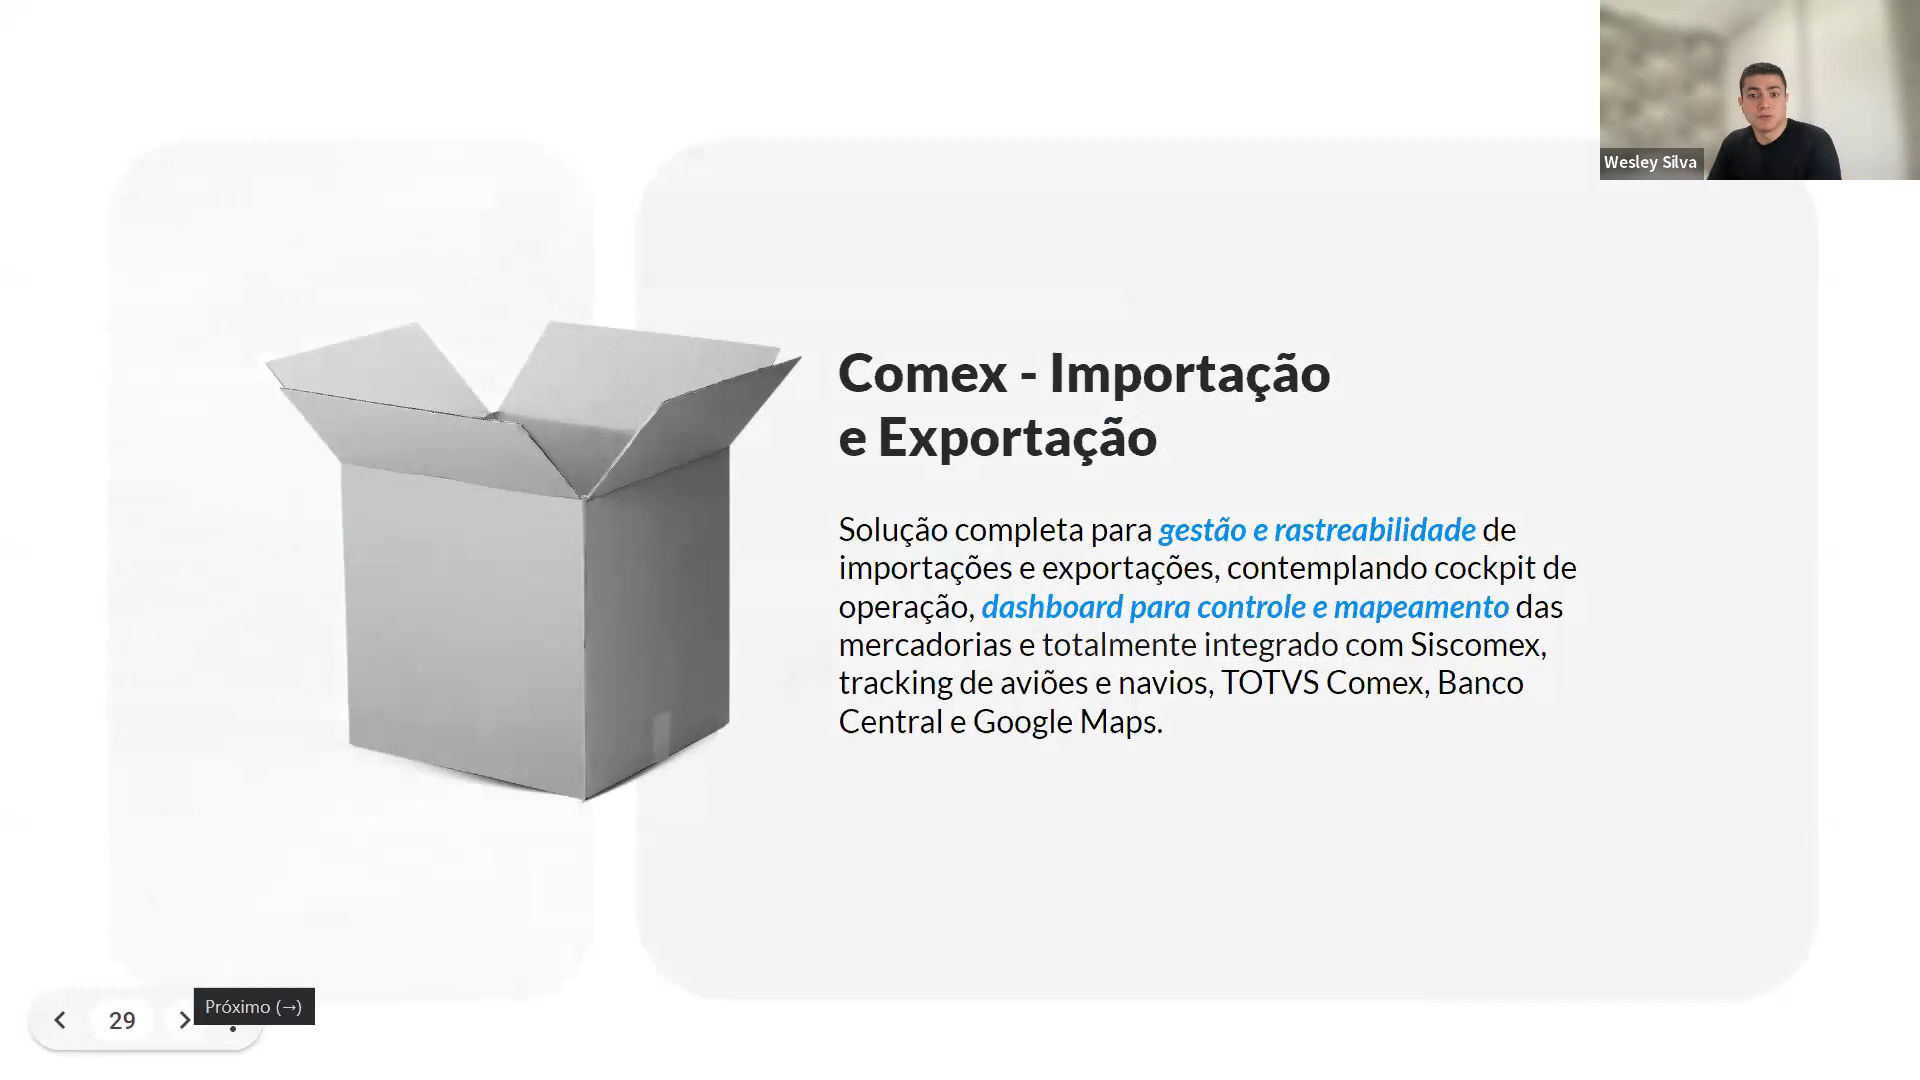 Wesley Silva
Comex - Importação
e Exportação
Solução completa para gestão e rastreabilidade de
importações e exportações, contemplando cockpit de
operação, dashboard para controle e mapeamento das
mercadorias e totalmente integrado com Siscomex,
tracking de aviões e navios, TOTVS Comex, Banco
Central e Google Maps.
29
Próximo (→)